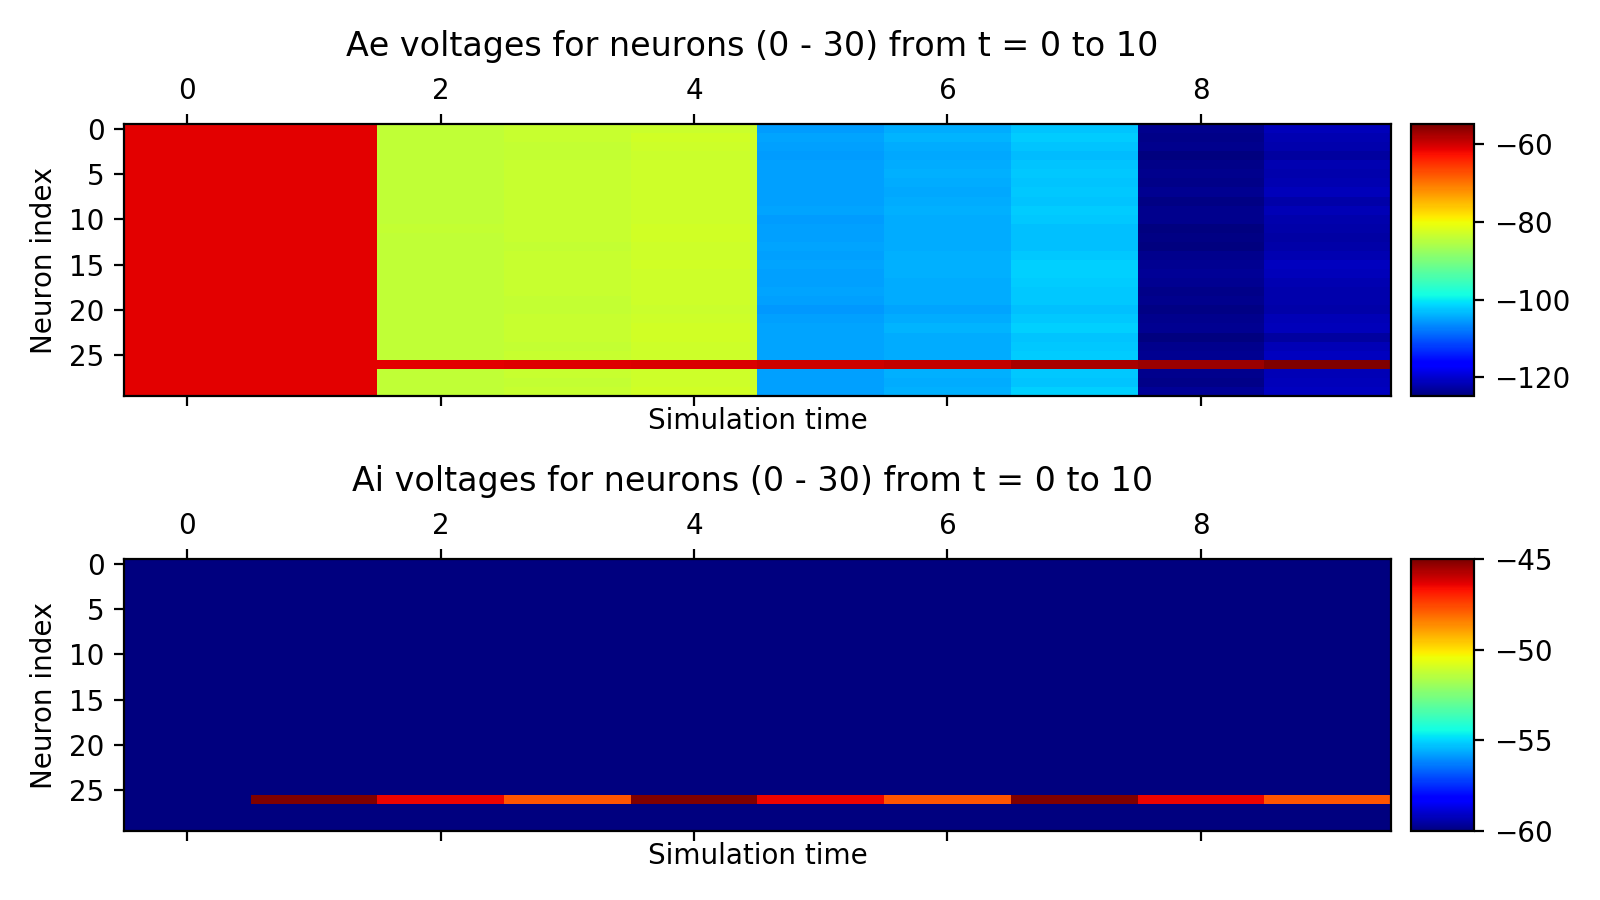 Ae voltages for neurons (0 - 30) from t = 0 to 10
0 2 4 6 8
Neuron index
0
5
10
15
20
25
Simulation time
−60
−80
−100
−120
Ai voltages for neurons (0 - 30) from t = 0 to 10
0 2 4 6 8
Neuron index
0
5
10
15
20
25
Simulation time
−45
−50
−55
−60